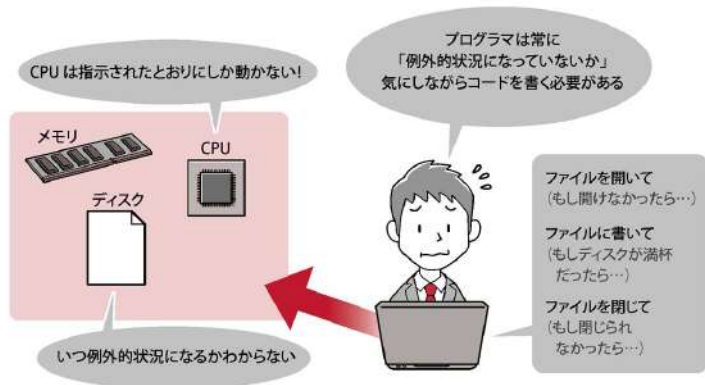 CPU は指示されたとおりにしか動かない!
プログラマは常に
「例外的状況になっていないか」
気にしながらコードを書く必要がある
メモリ
CPU
ディスク
いつ例外的状況になるかわからない
ファイルを開いて
(もし開けなかったら…)
ファイルに書いて
(もしディスクが満杯
だったら…)
ファイルを閉じて
(もし閉じられ
なかったら…)